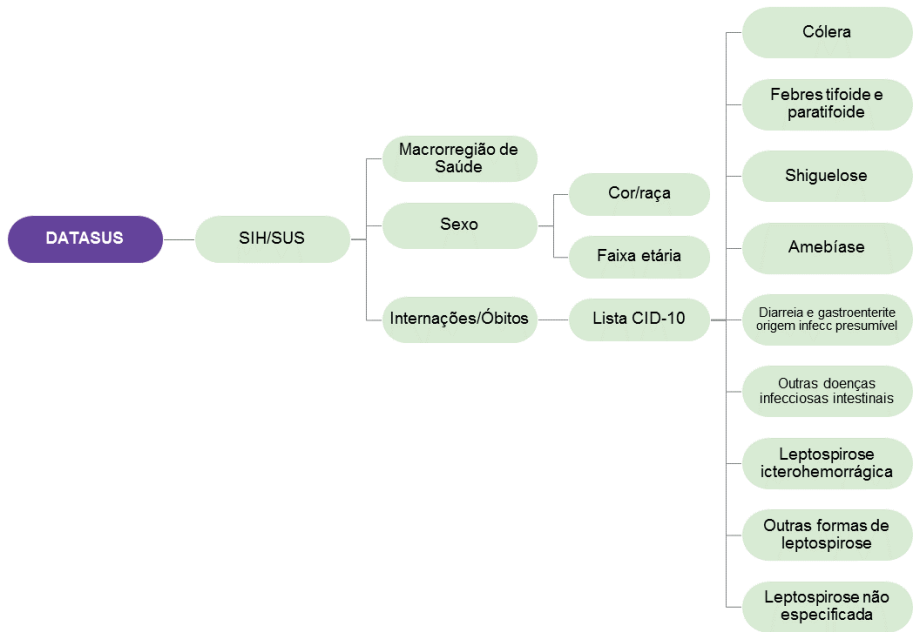 DATASUS
SIH/SUS
Macrorregião de
Saúde
Sexo
Internações/Óbitos
Cor/raça
Faixa etária
Lista CID-10
Cólera
Febres tifoide e
paratifoide
Shiguelose
Amebíase
Diarreia e gastroenterite
origem infecc presumível
Outras doenças
infecciosas intestinais
Leptospirose
icterohemorrágica
Outras formas de
leptospirose
Leptospirose não
especificada